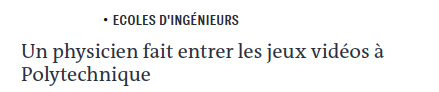 • ECOLES D'INGÉNIEURS
Un physicien fait entrer les jeux vidéos à
Polytechnique